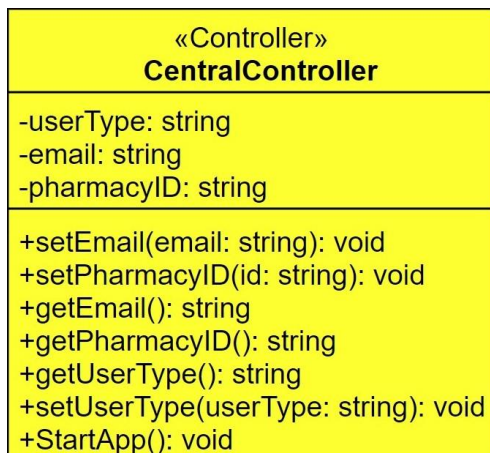 «Controller»
CentralController
-userType: string
-email: string
-pharmacyID: string
+setEmail(email: string): void
+setPharmacyID(id: string): void
+getEmail(): string
+getPharmacyID(): string
+getUserType(): string
+setUserType(userType: string): void
+StartApp(): void